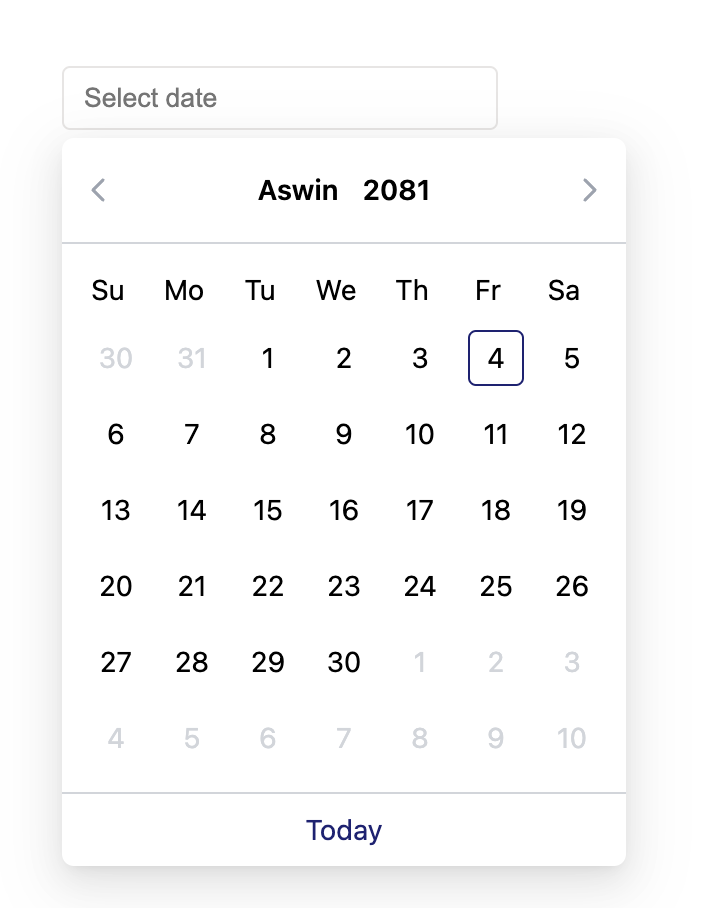 Select date
Aswin 2081
Su Mo Tu We Th Fr Sa
30 31 1 2 3 4 5
6 7 8 9 10 11 12
13 14 15 16 17 18 19
20 21 22 23 24 25 26
27 28 29 30 1 2 3
4 5 6 7 8 9 10
Today